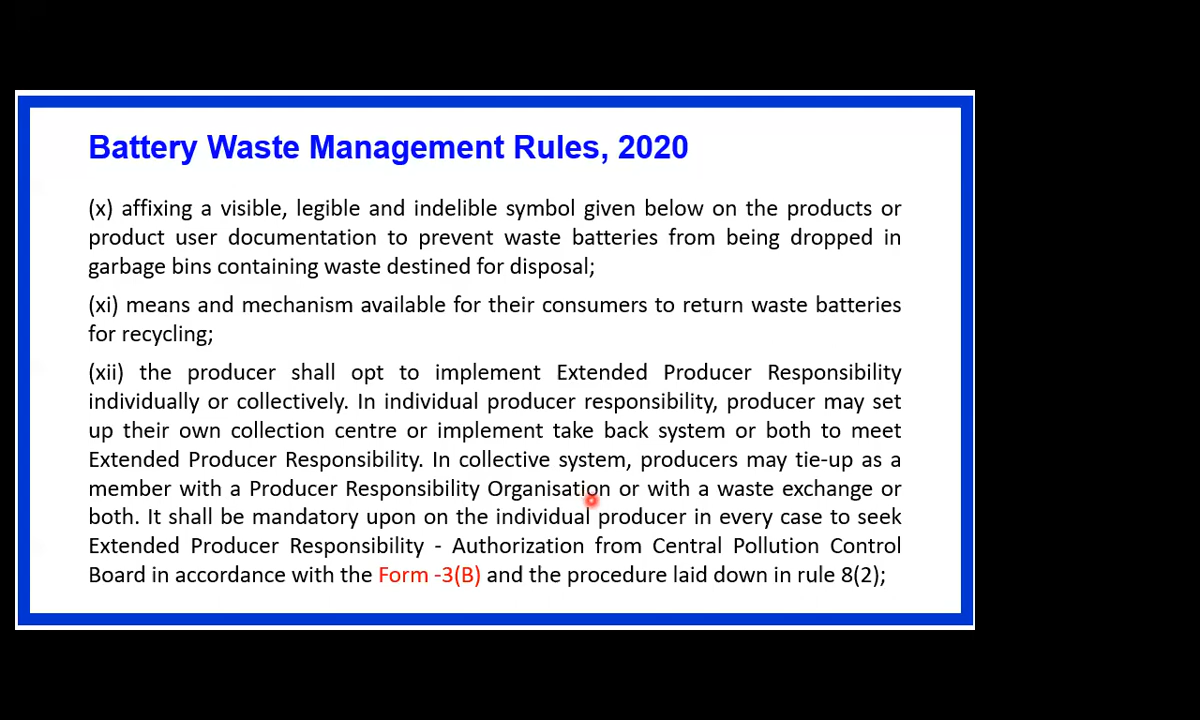 Battery Waste Management Rules, 2020
(x) affixing a visible, legible and indelible symbol given below on the products or
product user documentation to prevent waste batteries from being dropped in
garbage bins containing waste destined for disposal;
(xi) means and mechanism available for their consumers to return waste batteries
for recycling;
(xii) the producer shall opt to implement Extended Producer Responsibility
individually or collectively. In individual producer responsibility, producer may set
up their own collection centre or implement take back system or both to meet
Extended Producer Responsibility. In collective system, producers may tie-up as a
member with a Producer Responsibility Organisation or with a waste exchange or
both. It shall be mandatory upon on the individual producer in every case to seek
Extended Producer Responsibility - Authorization from Central Pollution Control
Board in accordance with the Form -3(B) and the procedure laid down in rule 8(2);